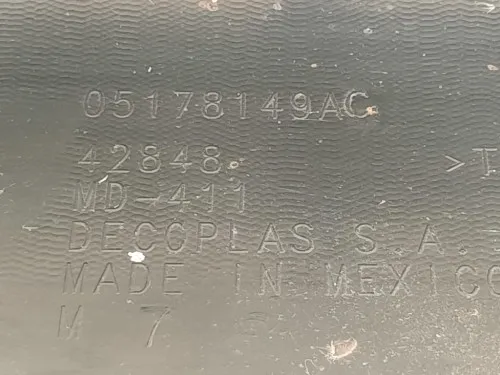 05178149AC
42848 >T
MD-411
DECOPLAS S.A.
MADE IN MEXICO
M 7